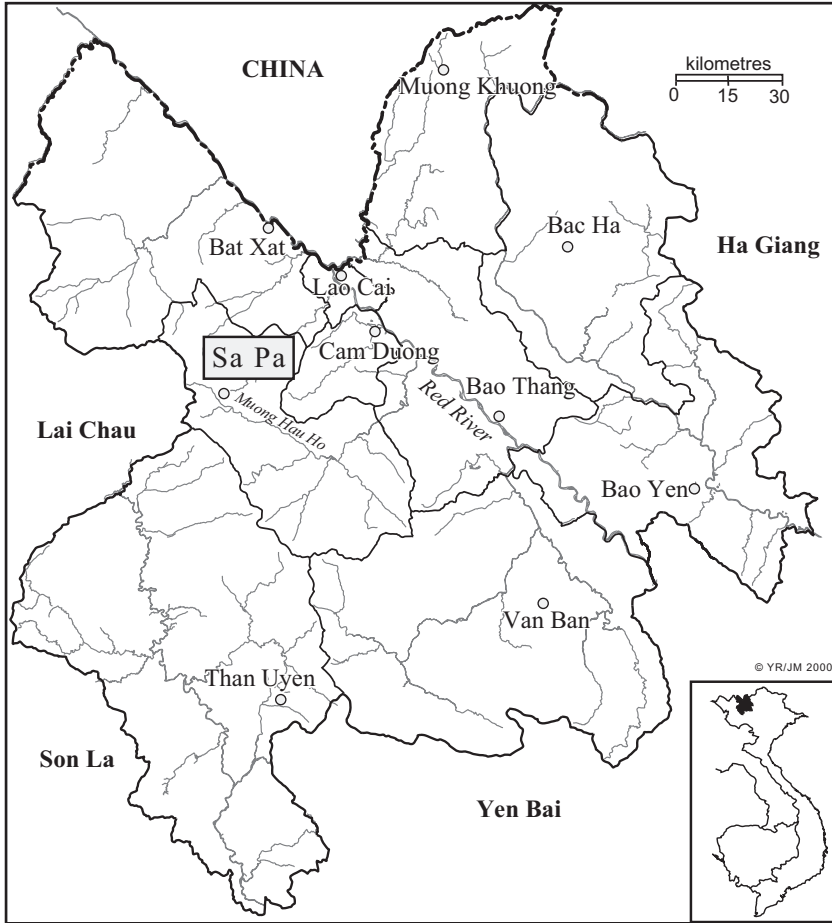 CHINA
kilometres
0 15 30
Muong Khuong
Bac Ha
Bat Xat
Ha Giang
Lao Cai
Cam Duong
Sa Pa
Bao Thang
Red River
Muong Hau Ho
Lai Chau
Bao Yen
Van Ban
© YR/JM 2000
Than Uyen
Son La
Yen Bai